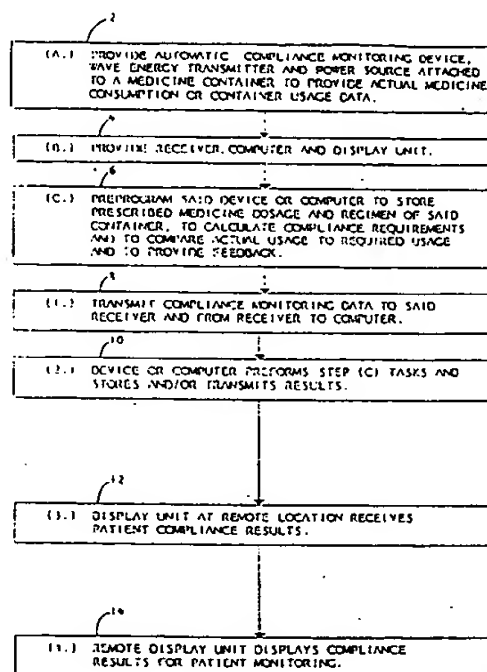 2
(A.) PROVIDE AUTOMATIC COMPLIANCE MONITORING DEVICE,
WAVE ENERGY TRANSMITTER AND POWER SOURCE ATTACHED
TO A MEDICINE CONTAINER TO PROVIDE ACTUAL MEDICINE
CONSUMPTION OR CONTAINER USAGE DATA.
4
(B.) PROVIDE RECEIVER, COMPUTER AND DISPLAY UNIT.
6
(C.) PREPROGRAM SAID DEVICE OR COMPUTER TO STORE
PRESCRIBED MEDICINE DOSAGE AND REGIMEN OF SAID
CONTAINER, TO CALCULATE COMPLIANCE REQUIREMENTS
AND TO COMPARE ACTUAL USAGE TO REQUIRED USAGE
AND TO PROVIDE FEEDBACK.
8
(1.) TRANSMIT COMPLIANCE MONITORING DATA TO SAID
RECEIVER AND FROM RECEIVER TO COMPUTER.
10
(2.) DEVICE OR COMPUTER PREFORMS STEP (C) TASKS AND
STORES AND/OR TRANSMITS RESULTS.
12
(3.) DISPLAY UNIT AT REMOTE LOCATION RECEIVES
PATIENT COMPLIANCE RESULTS.
14
(4.) REMOTE DISPLAY UNIT DISPLAYS COMPLIANCE
RESULTS FOR PATIENT MONITORING.